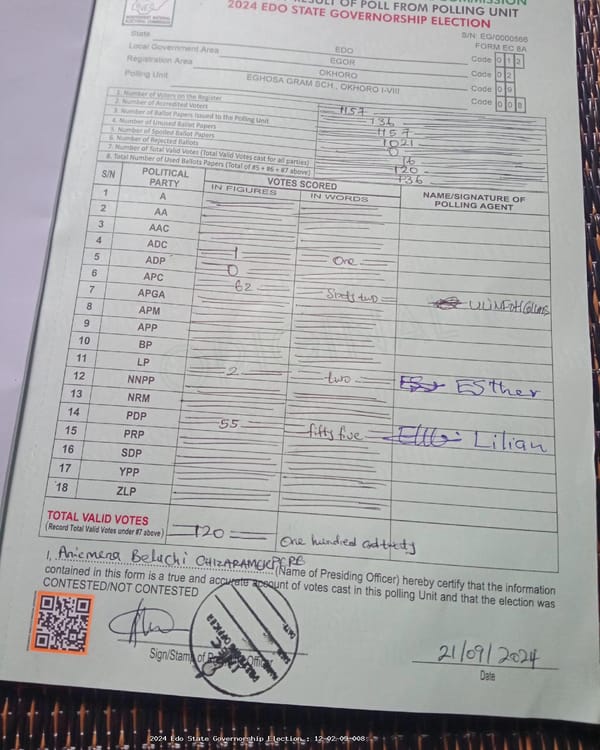 RESULT OF POLL FROM POLLING UNIT
2024 EDO STATE GOVERNORSHIP ELECTION
S/N: EG/0000566
FORM EC 8A
State EDO Code 0 1 2
Local Government Area EGOR Code 0 2
Registration Area OKHORO Code 0 9
Polling Unit EGHOSA GRAM SCH., OKHORO I-VIII Code 0 0 8
1. Number of Voters on the Register 1157
2. Number of Accredited Voters 136
3. Number of Ballot Papers Issued to the Polling Unit 1157
4. Number of Unused Ballot Papers 1021
5. Number of Spoiled Ballot Papers 0
6. Number of Rejected Ballots 16
7. Number of Total Valid Votes (Total Valid Votes cast for all parties) 120
8. Total Number of Used Ballots Papers (Total of #5 + #6 + #7 above) 136
S/N POLITICAL PARTY VOTES SCORED NAME/SIGNATURE OF POLLING AGENT
IN FIGURES IN WORDS
1 A
2 AA
3 AAC
4 ADC 1 One
5 ADP 0
6 APC 62 Sixty two
7 APGA
8 APM
9 APP
10 BP
11 LP 2 two
12 NNPP Esther
13 NRM
14 PDP 55 fifty five Lilian
15 PRP
16 SDP
17 YPP
18 ZLP
TOTAL VALID VOTES 120 One hundred and
(Record Total Valid Votes under #7 above)
I, (Name of Presiding Officer) hereby certify that the information
contained in this form is a true and accurate account of votes cast in this polling Unit and that the election was
CONTESTED/NOT CONTESTED
21/09/2024
Sign/Stamp of Officer
Date
2024 Edo State Governorship Election : 12-02-09-008